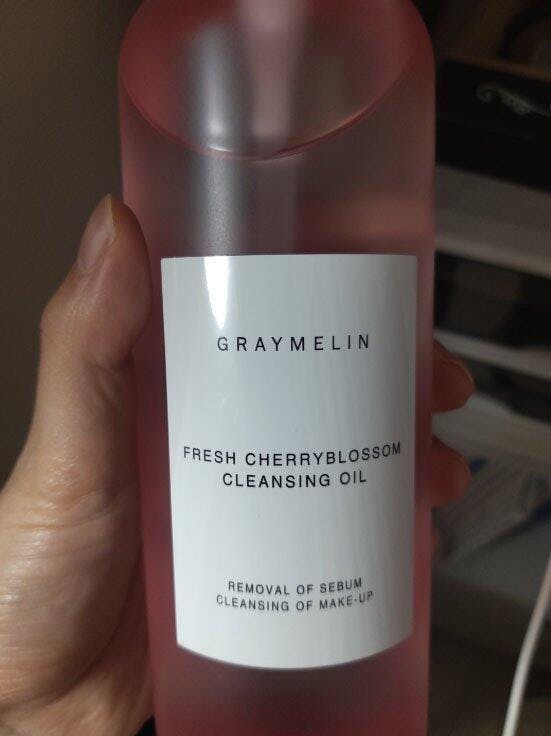 GRAYMELIN
FRESH CHERRYBLOSSOM
CLEANSING OIL
REMOVAL OF SEBUM
CLEANSING OF MAKE-UP